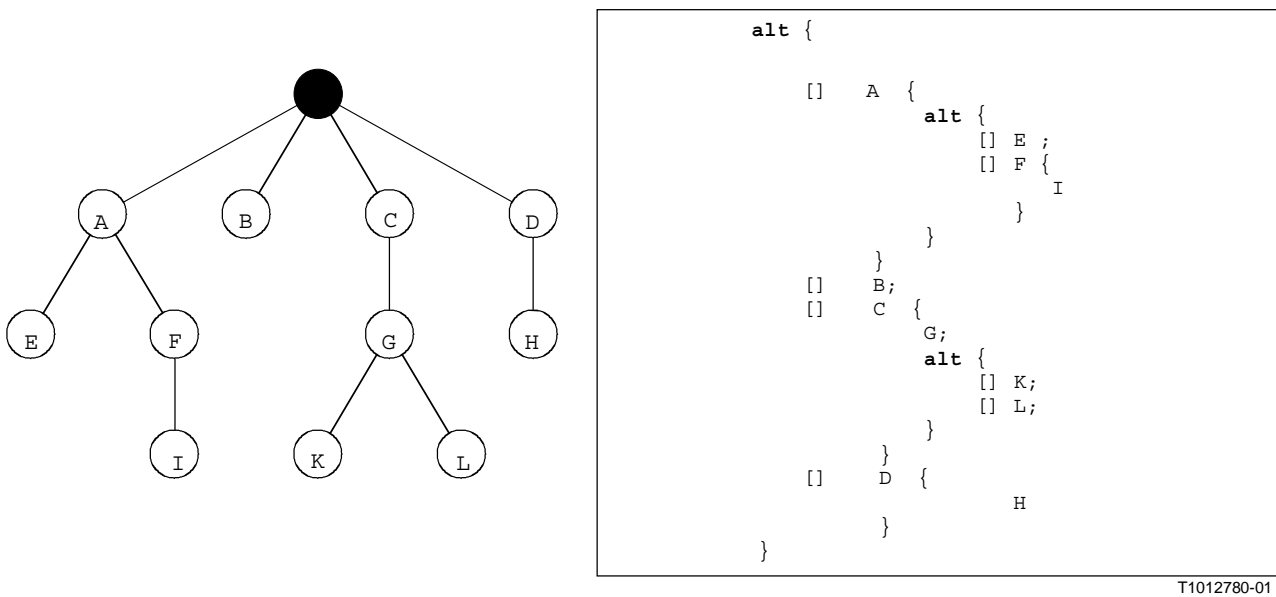 A
B
C
D
E
F
G
H
I
K
L
alt {
[] A {
alt {
[] E ;
[] F {
I
}
}
}
[] B;
[] C {
G;
alt {
[] K;
[] L;
}
}
[] D {
H
}
}
T1012780-01